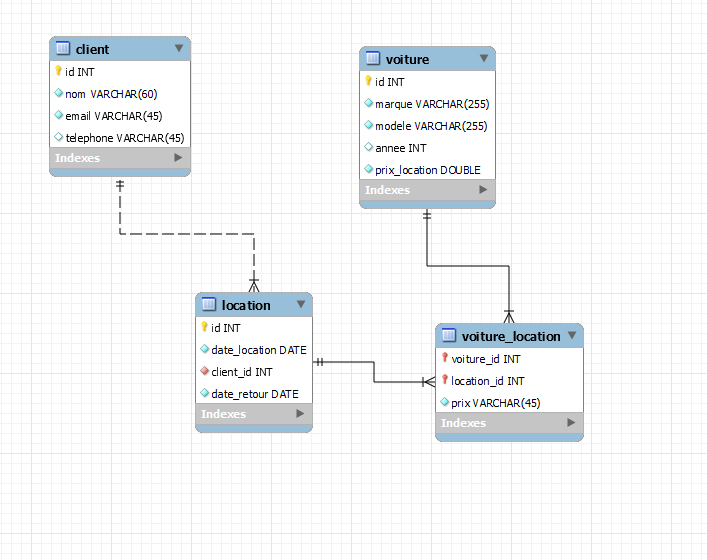 client
id INT
nom VARCHAR(60)
email VARCHAR(45)
telephone VARCHAR(45)
Indexes
voiture
id INT
marque VARCHAR(255)
modele VARCHAR(255)
annee INT
prix_location DOUBLE
Indexes
location
id INT
date_location DATE
client_id INT
date_retour DATE
Indexes
voiture_location
voiture_id INT
location_id INT
prix VARCHAR(45)
Indexes